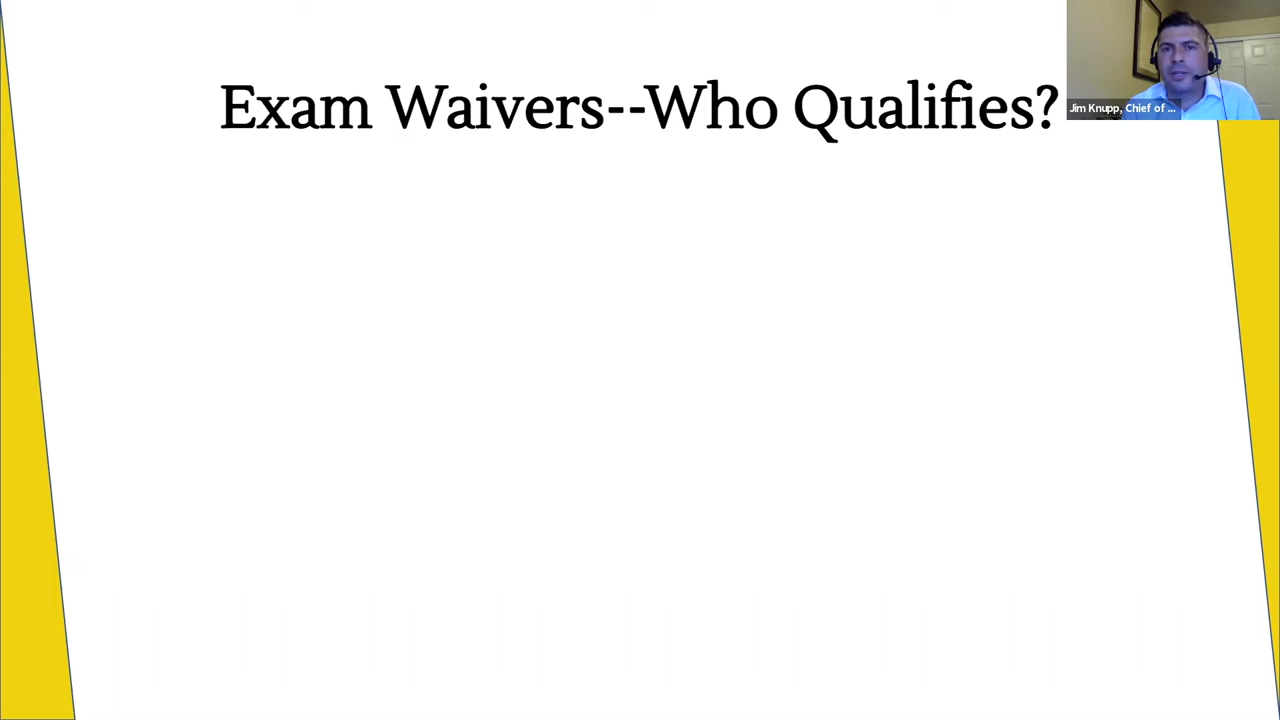 Exam Waivers--Who Qualifies?
Jim Knupp, Chief of ...